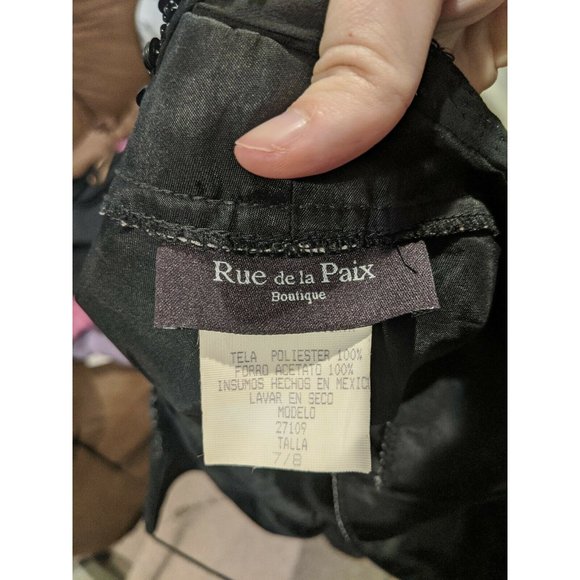 Rue de la Paix
Boutique
TELA POLIESTER 100%
FORRO ACETATO 100%
INSUMOS HECHOS EN MEXICO
LAVAR EN SECO
MODELO
27109
TALLA
7/8